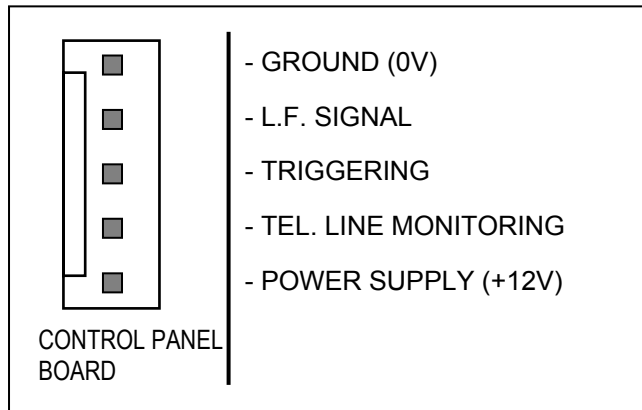 - GROUND (0V)
- L.F. SIGNAL
- TRIGGERING
- TEL. LINE MONITORING
- POWER SUPPLY (+12V)
CONTROL PANEL
BOARD